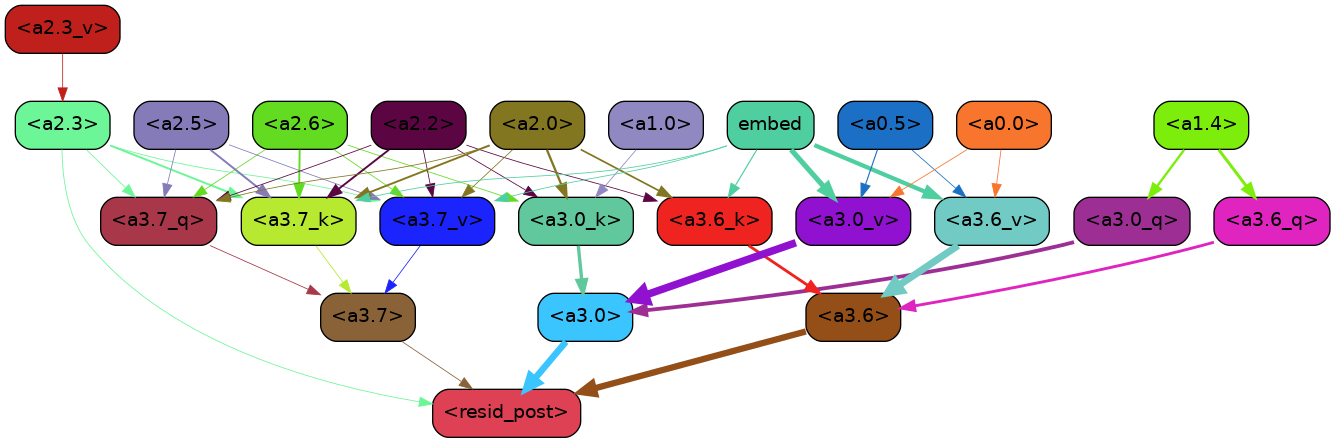 <a2.3_v>
<a2.3> <a2.5> <a2.6> <a2.2> <a2.0> <a1.0> embed <a0.5> <a0.0> <a1.4>
<a3.7_q> <a3.7_k> <a3.7_v> <a3.0_k> <a3.6_k> <a3.0_v> <a3.6_v> <a3.0_q> <a3.6_q>
<a3.7> <a3.0> <a3.6>
<resid_post>